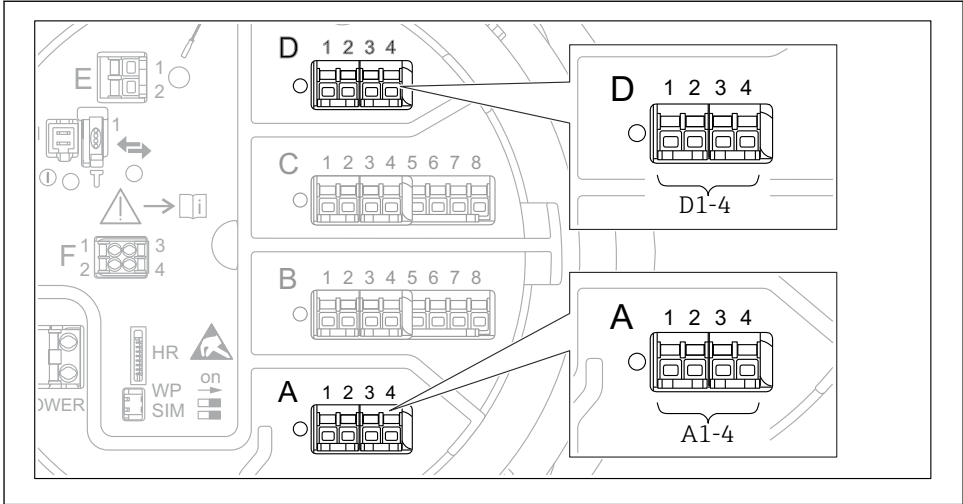 D 1 2 3 4
E 1
2
1
C 1 2 3 4 5 6 7 8
i
F 1 3
2 4
B 1 2 3 4 5 6 7 8
HR
on
WP
SIM
OWER
A 1 2 3 4
D 1 2 3 4
D1-4
A 1 2 3 4
A1-4